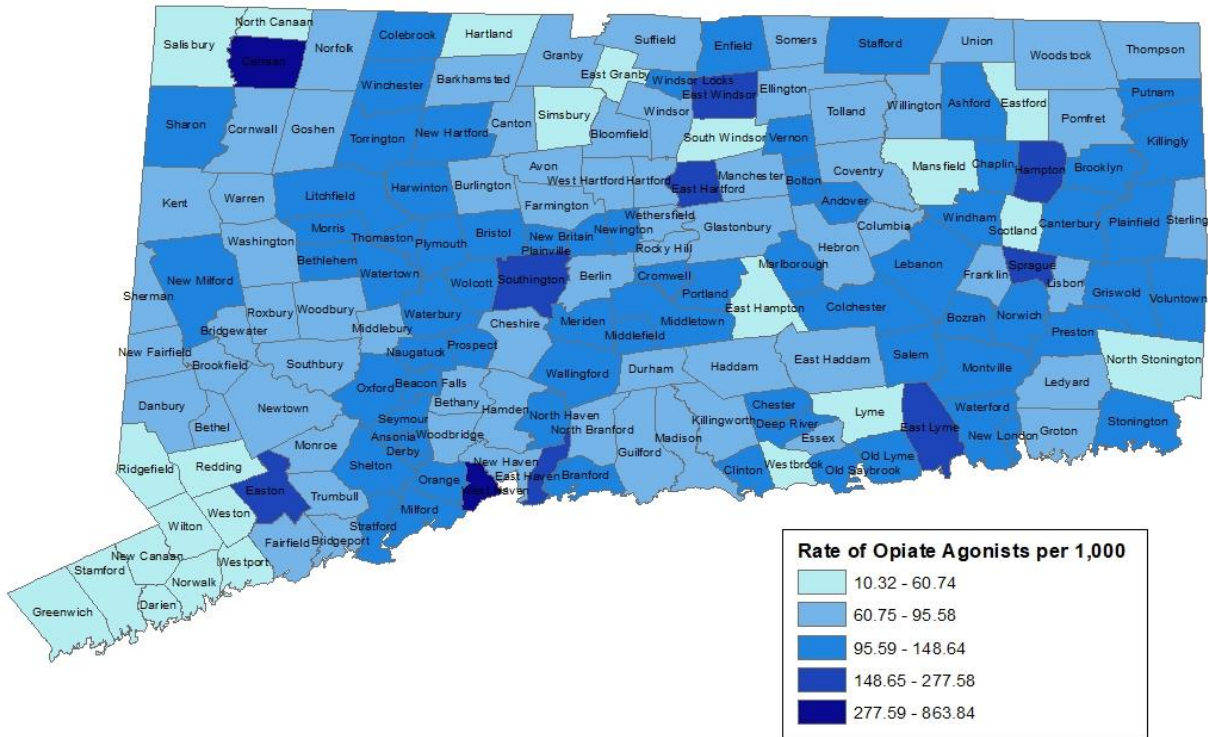 North Canaan
Salisbury
Canaan
Norfolk
Colebrook
Hartland
Granby
Suffield
East Granby
Enfield
Somers
Stafford
Union
Woodstock
Thompson
Winchester
Barkhamsted
Windsor Locks
East Windsor
Ellington
Windsor
Tolland
Willington
Ashford
Eastford
Pomfret
Putnam
Killingly
Sharon
Cornwall
Goshen
Torrington
New Hartford
Canton
Simsbury
Bloomfield
South Windsor
Vernon
Mansfield
Chaplin
Hampton
Brooklyn
Kent
Warren
Litchfield
Harwinton
Burlington
Avon
West Hartford
Hartford
East Hartford
Manchester
Bolton
Coventry
Andover
Farmington
Wethersfield
Newington
Glastonbury
Columbia
Windham
Scotland
Canterbury
Plainfield
Sterling
Washington
Morris
Bethlehem
Thomaston
Plymouth
Bristol
New Britain
Plainville
Rocky Hill
Hebron
Marlborough
Lebanon
Franklin
Sprague
Lisbon
Griswold
Voluntown
Sherman
New Milford
Watertown
Wolcott
Southington
Berlin
Cromwell
Portland
East Hampton
Colchester
Bozrah
Norwich
Preston
Roxbury
Woodbury
Bridgewater
Middlebury
Waterbury
Cheshire
Meriden
Middlefield
Middletown
New Fairfield
Brookfield
Southbury
Naugatuck
Prospect
Wallingford
Durham
Haddam
East Haddam
Salem
Montville
Ledyard
North Stonington
Danbury
Bethel
Newtown
Oxford
Beacon Falls
Bethany
Hamden
Seymour
Woodbridge
North Haven
North Branford
Killingworth
Chester
Deep River
Essex
Lyme
East Lyme
Waterford
New London
Groton
Stonington
Monroe
Ansonia
Derby
Shelton
Guilford
Madison
Ridgefield
Redding
Easton
Trumbull
Orange
New Haven
East Haven
Branford
Clinton
Westbrook
Old Saybrook
Old Lyme
Wilton
Weston
Fairfield
Bridgeport
Stratford
Milford
New Canaan
Stamford
Norwalk
Westport
Greenwich
Darien
Rate of Opiate Agonists per 1,000
10.32 - 60.74
60.75 - 95.58
95.59 - 148.64
148.65 - 277.58
277.59 - 863.84